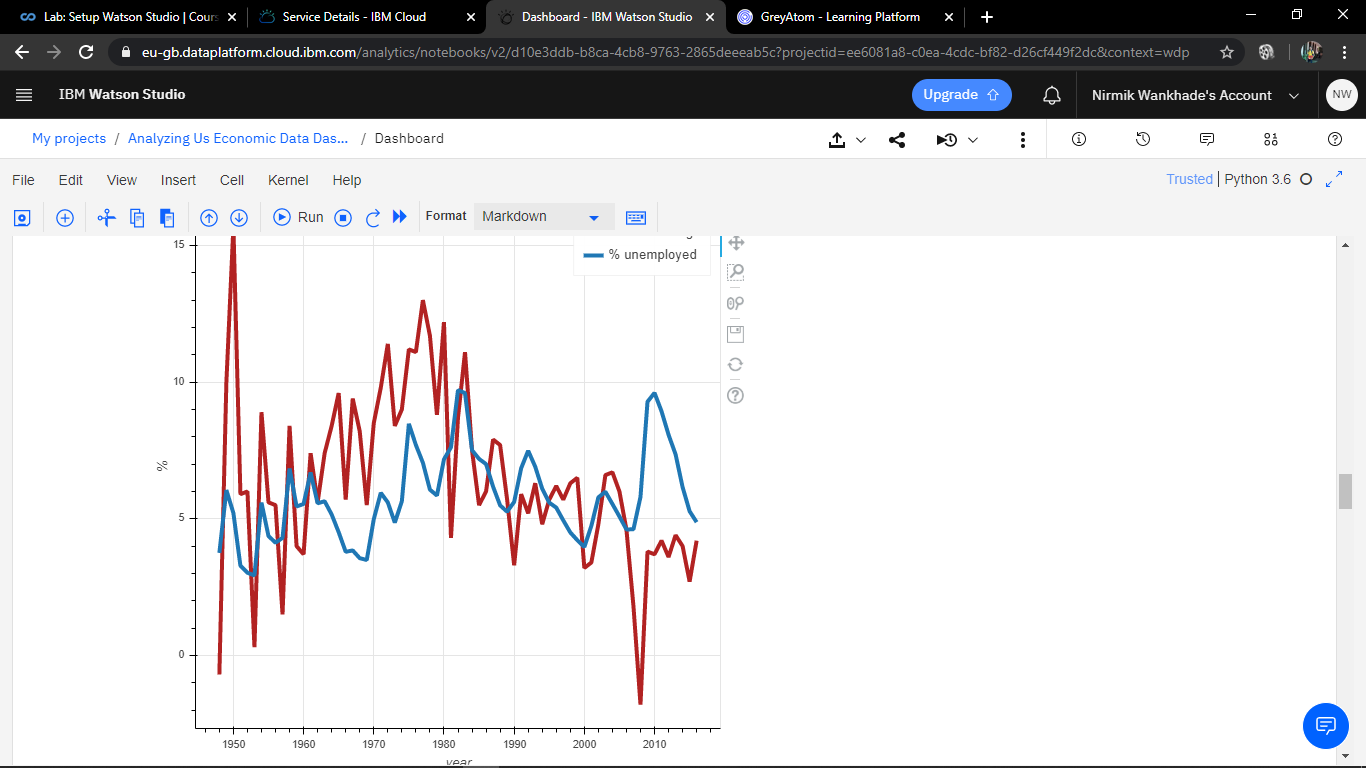 Lab: Setup Watson Studio | Cours
Service Details - IBM Cloud
Dashboard - IBM Watson Studio
GreyAtom - Learning Platform
eu-gb.dataplatform.cloud.ibm.com/analytics/notebooks/v2/d10e3ddb-b8ca-4cb8-9763-2865deeeab5c?projectid=ee6081a8-c0ea-4cdc-bf82-d26cf449f2dc&context=wdp
IBM Watson Studio
Upgrade
Nirmik Wankhade's Account
NW
My projects / Analyzing Us Economic Data Das... / Dashboard
File Edit View Insert Cell Kernel Help
Trusted | Python 3.6
Run
Format
Markdown
% unemployed
15
10
5
0
%
1950 1960 1970 1980 1990 2000 2010
year